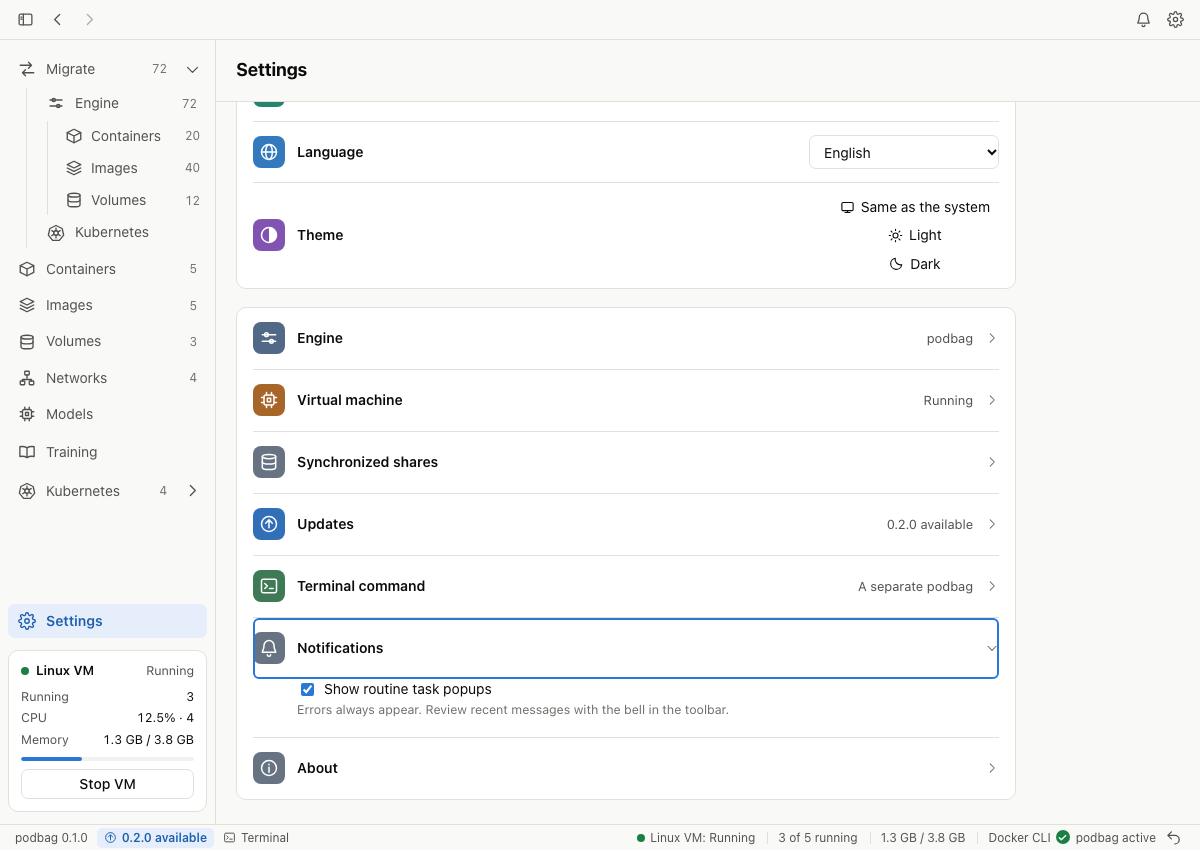 Migrate 72
Engine 72
Containers 20
Images 40
Volumes 12
Kubernetes
Containers 5
Images 5
Volumes 3
Networks 4
Models
Training
Kubernetes 4
Settings
Linux VM Running
Running 3
CPU 12.5% · 4
Memory 1.3 GB / 3.8 GB
Stop VM
Settings
Language English
Theme
Same as the system
Light
Dark
Engine podbag
Virtual machine Running
Synchronized shares
Updates 0.2.0 available
Terminal command A separate podbag
Notifications
Show routine task popups
Errors always appear. Review recent messages with the bell in the toolbar.
About
podbag 0.1.0 0.2.0 available Terminal Linux VM: Running 3 of 5 running 1.3 GB / 3.8 GB Docker CLI podbag active